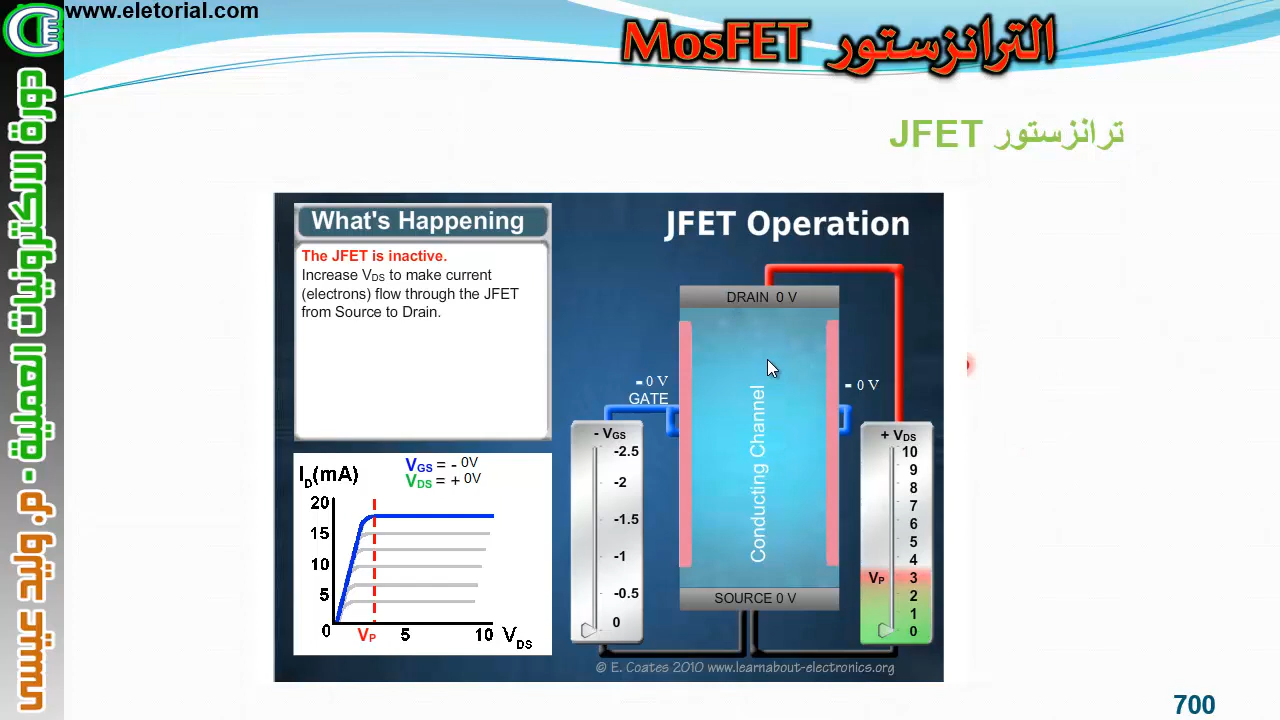 www.eletorial.com
الترانزستور MosFET
ترانزستور JFET
دورة الالكترونيات العملية - م. وليد عيسى
What's Happening
The JFET is inactive.
Increase VDS to make current
(electrons) flow through the JFET
from Source to Drain.
JFET Operation
DRAIN 0 V
- 0 V
GATE
- 0 V
Conducting Channel
SOURCE 0 V
- VGS
-2.5
-2
-1.5
-1
-0.5
0
+ VDS
10
9
8
7
6
5
4
VP 3
2
1
0
ID(mA)
VGS = - 0V
VDS = + 0V
20
15
10
5
0 VP 5 10 VDS
© E. Coates 2010 www.learnabout-electronics.org
700